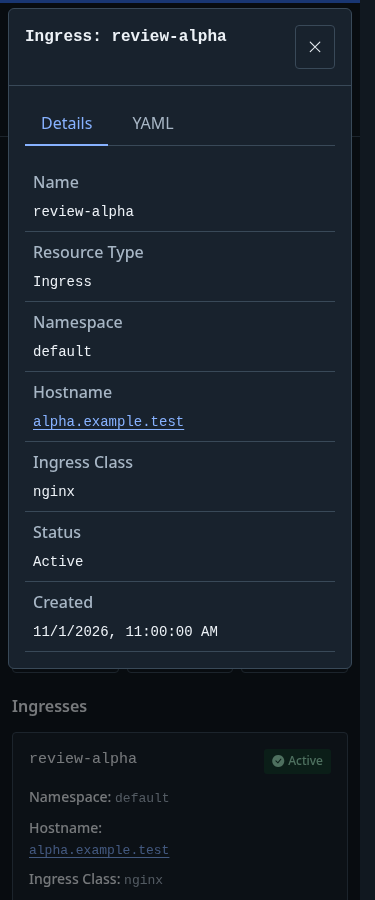 Ingress: review-alpha
Details YAML
Name
review-alpha
Resource Type
Ingress
Namespace
default
Hostname
alpha.example.test
Ingress Class
nginx
Status
Active
Created
11/1/2026, 11:00:00 AM
Ingresses
review-alpha Active
Namespace: default
Hostname:
alpha.example.test
Ingress Class: nginx